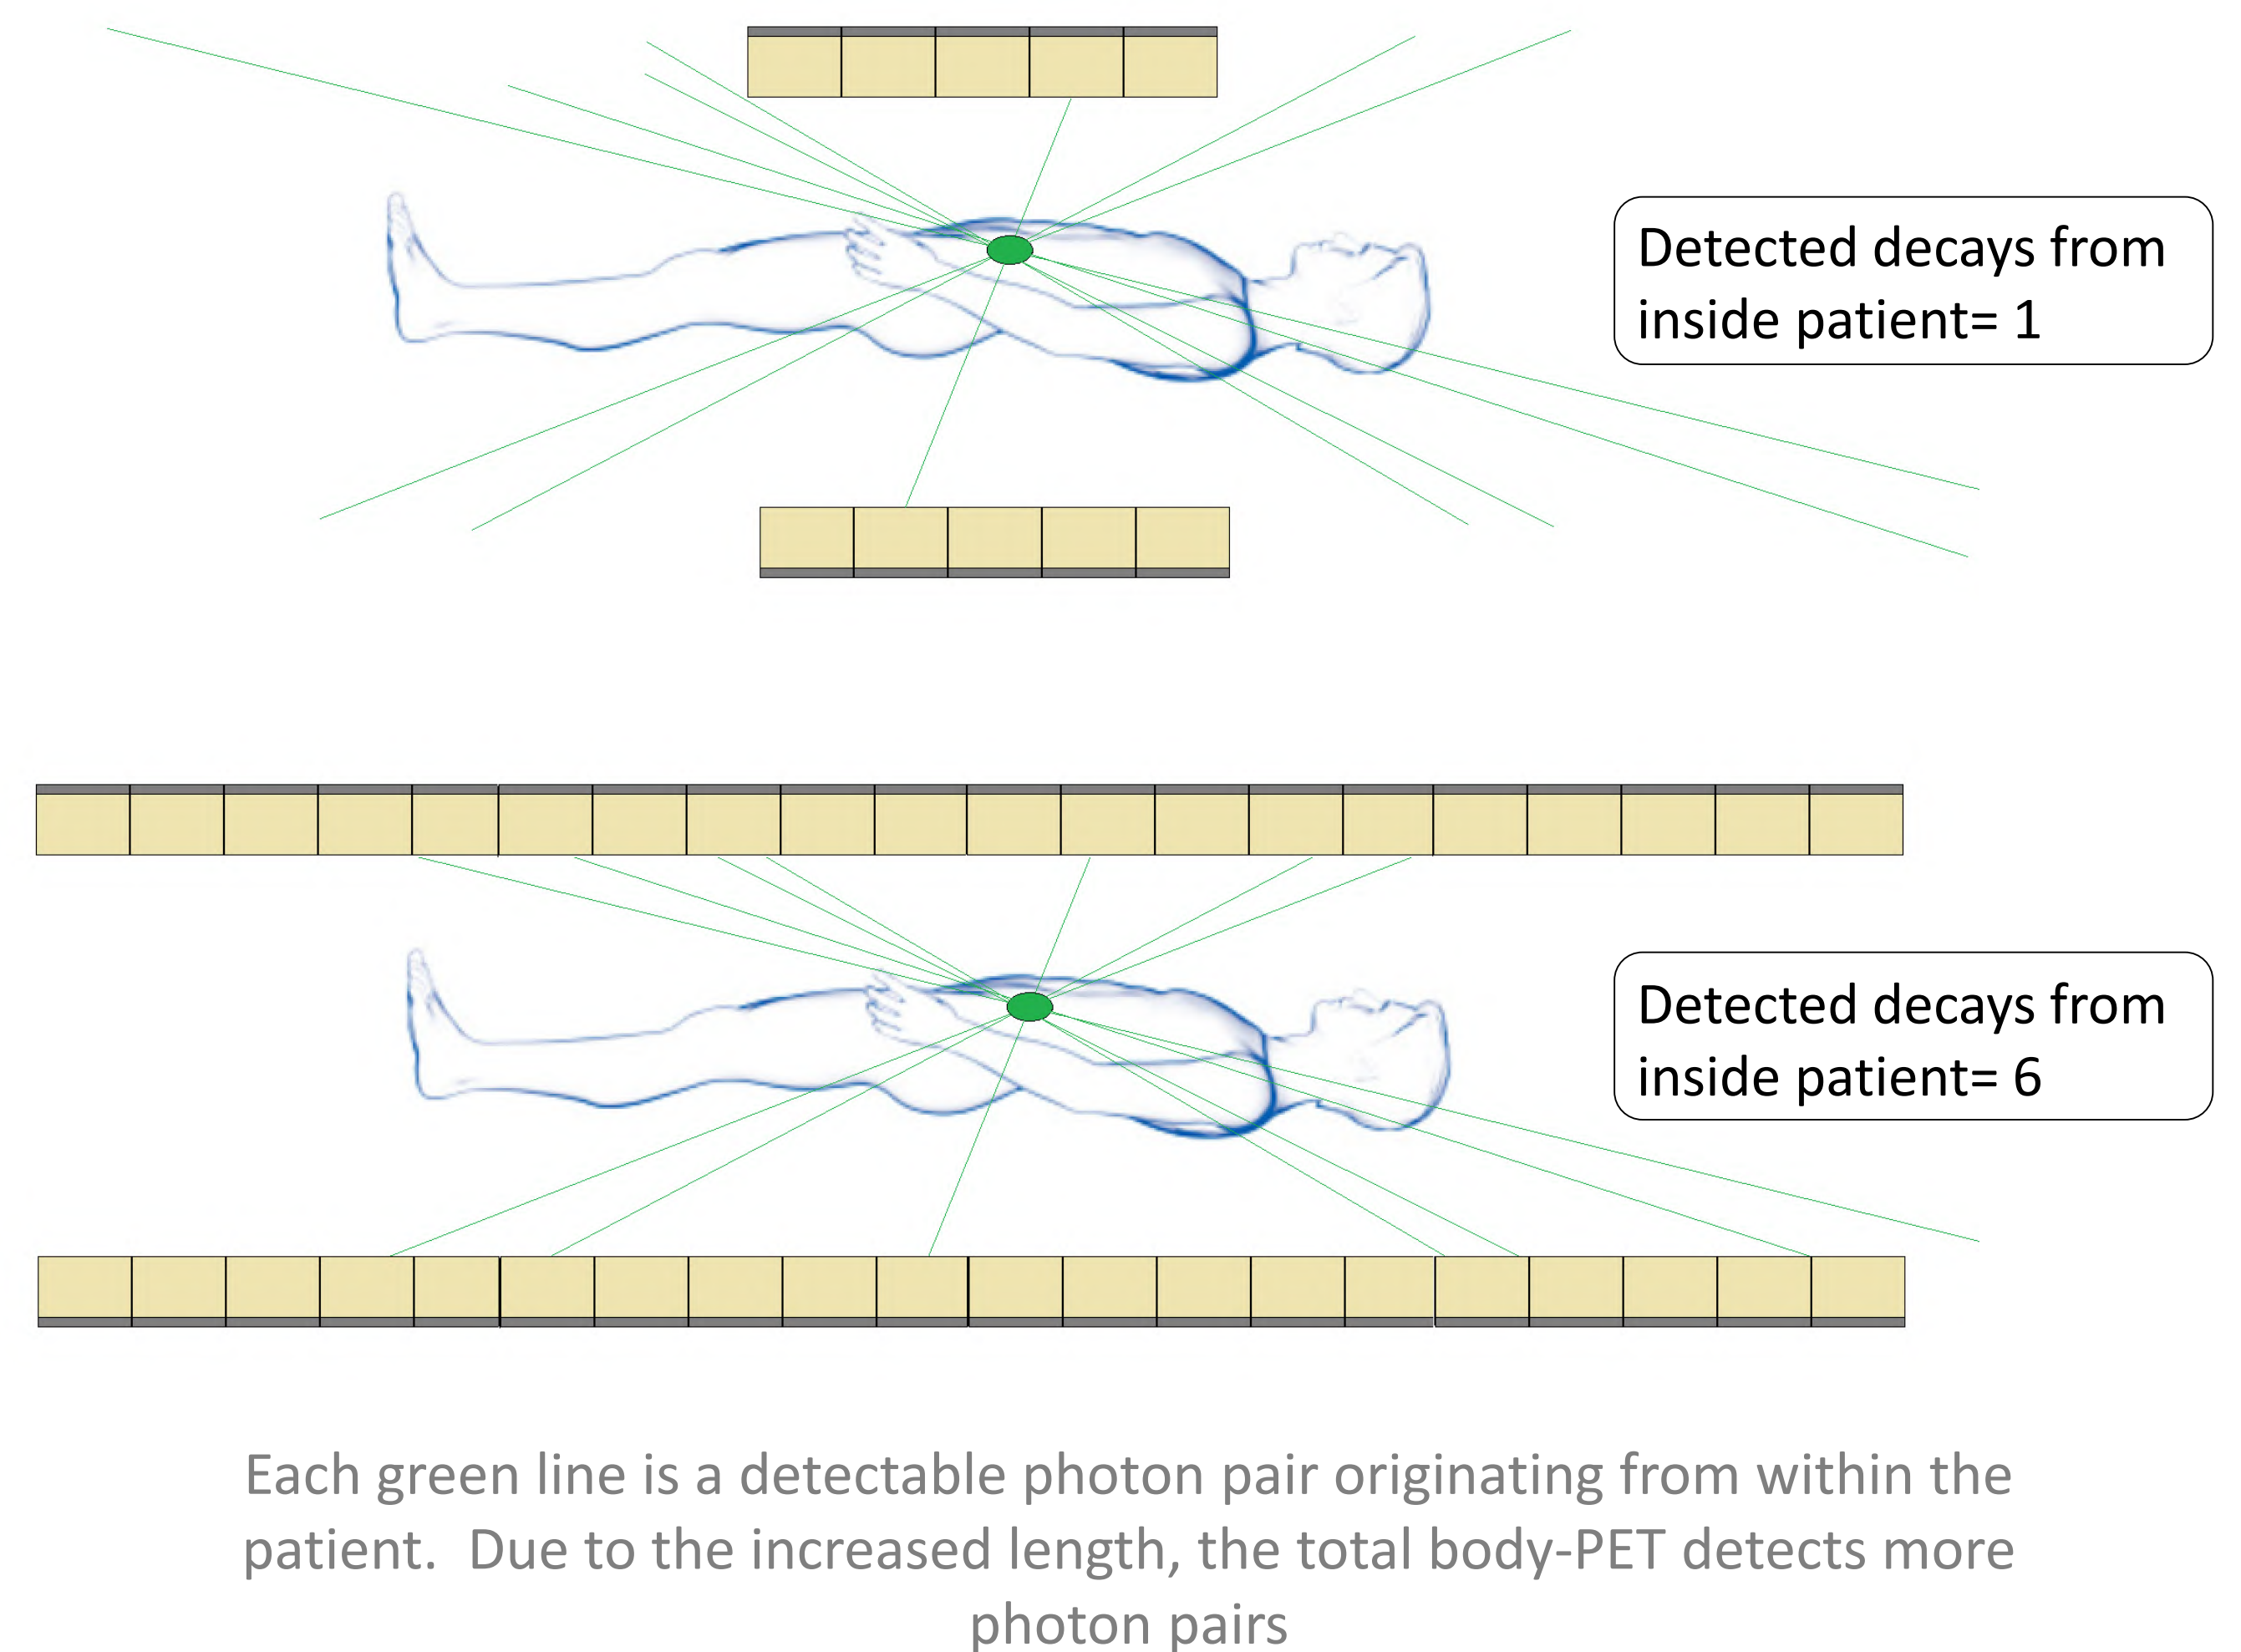 Detected decays from
inside patient= 1
Detected decays from
inside patient= 6
Each green line is a detectable photon pair originating from within the
patient.  Due to the increased length, the total body-PET detects more
photon pairs